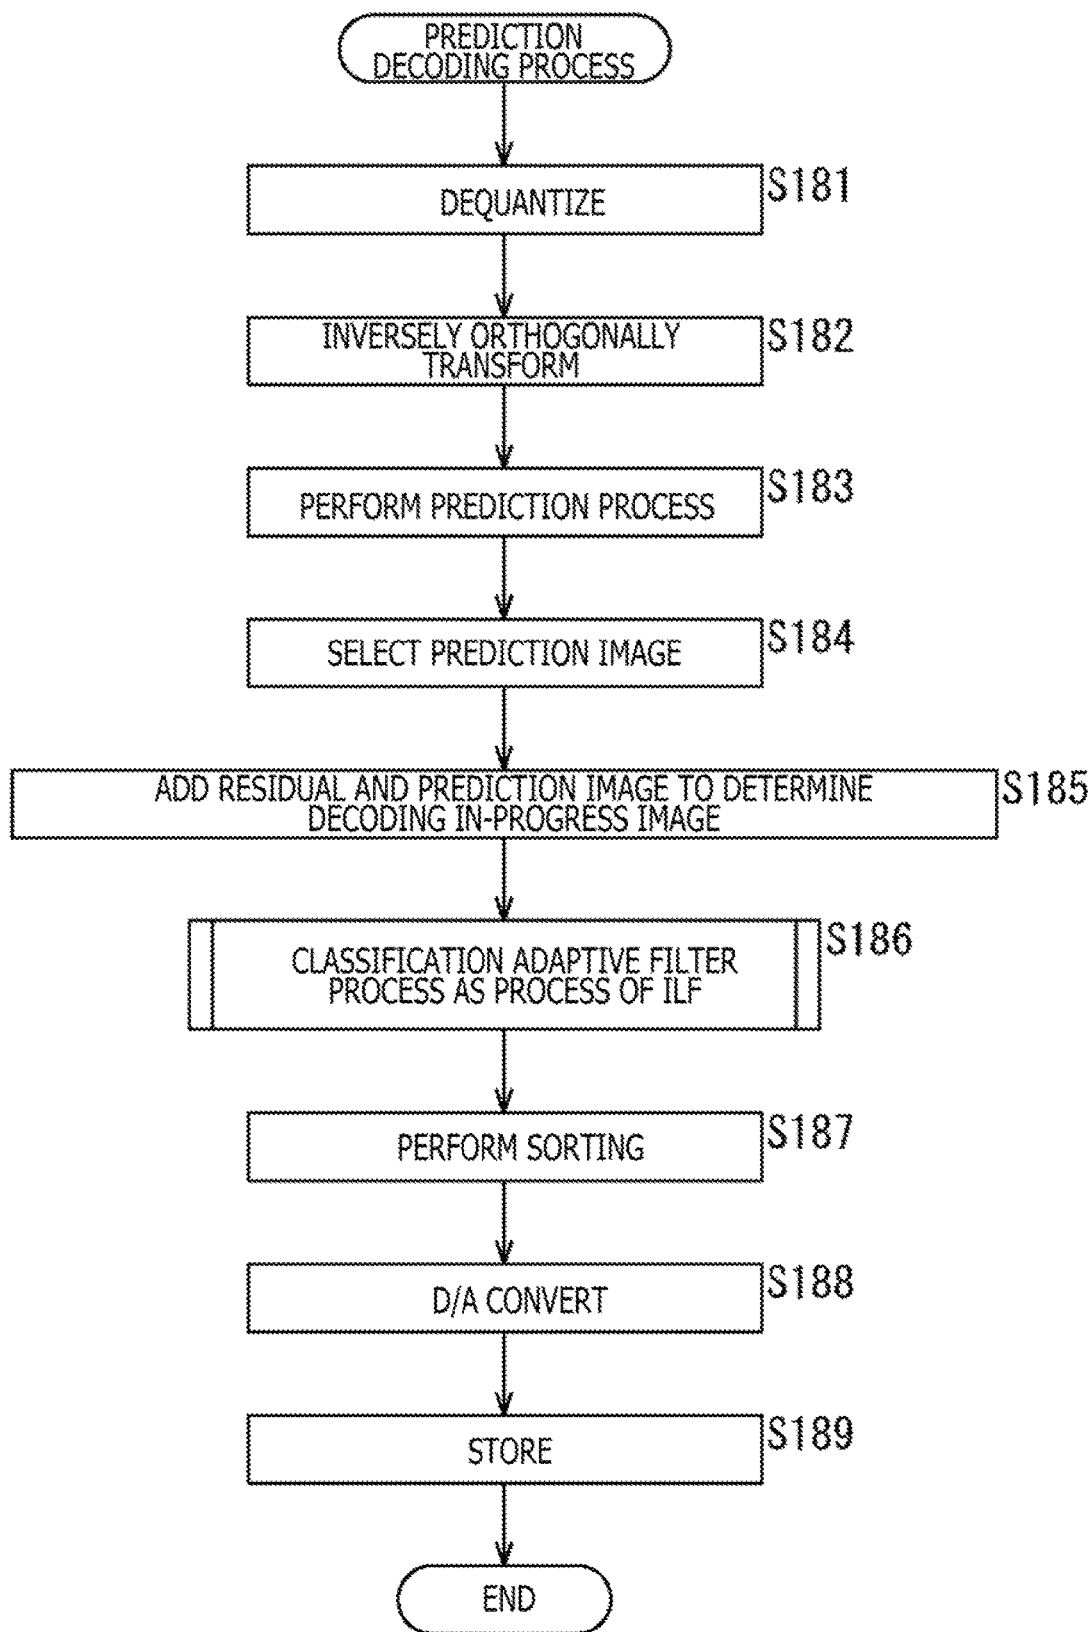 PREDICTION
DECODING PROCESS
S181
DEQUANTIZE
S182
INVERSELY ORTHOGONALLY
TRANSFORM
S183
PERFORM PREDICTION PROCESS
S184
SELECT PREDICTION IMAGE
S185
ADD RESIDUAL AND PREDICTION IMAGE TO DETERMINE
DECODING IN-PROGRESS IMAGE
S186
CLASSIFICATION ADAPTIVE FILTER
PROCESS AS PROCESS OF ILF
S187
PERFORM SORTING
S188
D/A CONVERT
S189
STORE
END